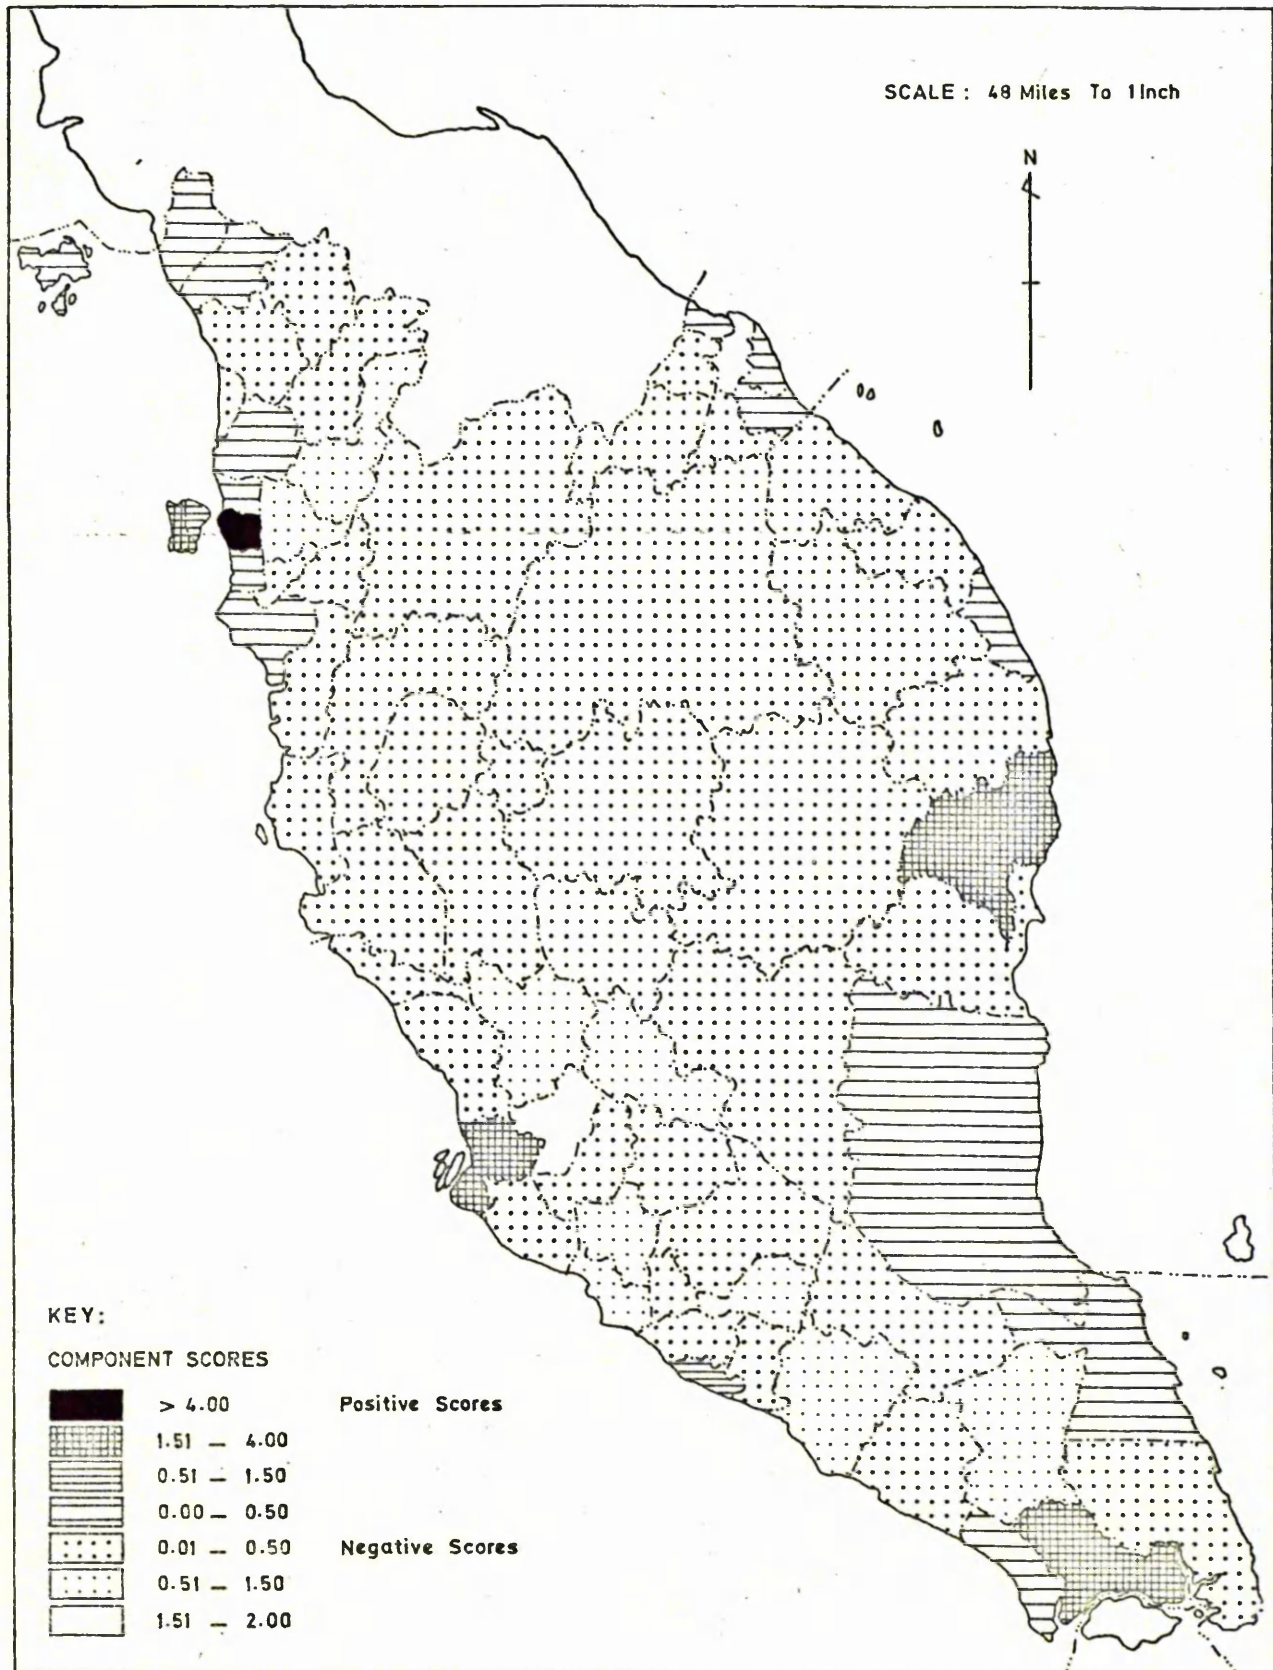 SCALE : 48 Miles To 1 Inch
N
KEY:
COMPONENT SCORES
> 4.00 Positive Scores
1.51 – 4.00
0.51 – 1.50
0.00 – 0.50
0.01 – 0.50 Negative Scores
0.51 – 1.50
1.51 – 2.00